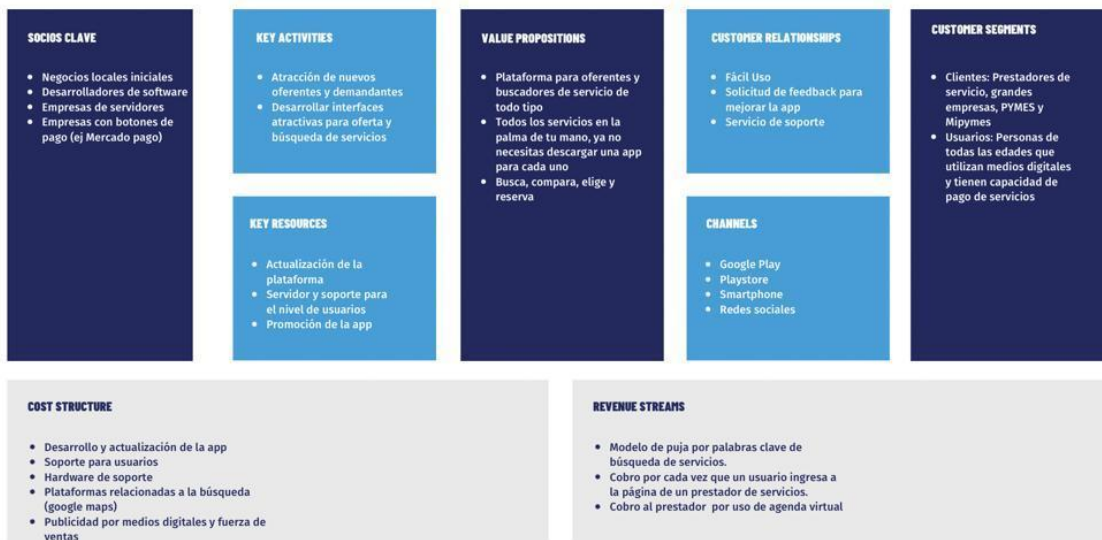 SOCIOS CLAVE
Negocios locales iniciales
Desarrolladores de software
Empresas de servidores
Empresas con botones de
pago (ej Mercado pago)
KEY ACTIVITIES
Atracción de nuevos
oferentes y demandantes
Desarrollar interfaces
atractivas para oferta y
búsqueda de servicios
KEY RESOURCES
Actualización de la
plataforma
Servidor y soporte para
el nivel de usuarios
Promoción de la app
VALUE PROPOSITIONS
Plataforma para oferentes y
buscadores de servicio de
todo tipo
Todos los servicios en la
palma de tu mano, ya no
necesitas descargar una app
para cada uno
Busca, compara, elige y
reserva
CUSTOMER RELATIONSHIPS
Fácil Uso
Solicitud de feedback para
mejorar la app
Servicio de soporte
CHANNELS
Google Play
Playstore
Smartphone
Redes sociales
CUSTOMER SEGMENTS
Clientes: Prestadores de
servicio, grandes
empresas, PYMES y
Mipymes
Usuarios: Personas de
todas las edades que
utilizan medios digitales
y tienen capacidad de
pago de servicios
COST STRUCTURE
Desarrollo y actualización de la app
Soporte para usuarios
Hardware de soporte
Plataformas relacionadas a la búsqueda
(google maps)
Publicidad por medios digitales y fuerza de
ventas
REVENUE STREAMS
Modelo de puja por palabras clave de
búsqueda de servicios.
Cobro por cada vez que un usuario ingresa a
la página de un prestador de servicios.
Cobro al prestador por uso de agenda virtual